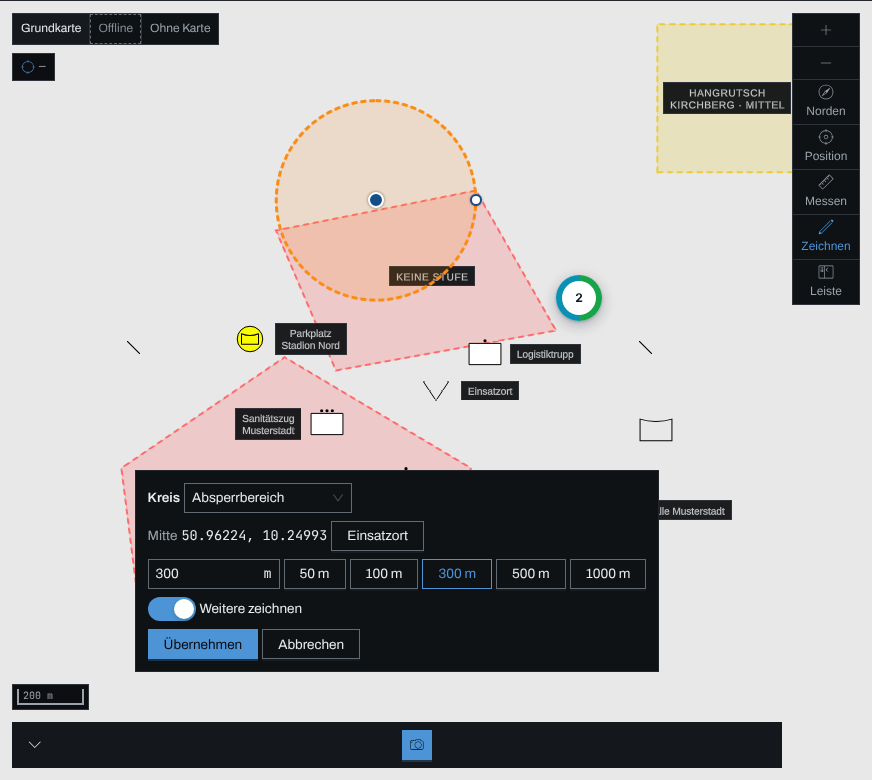 Grundkarte Offline Ohne Karte
–
HANGRUTSCH
KIRCHBERG · MITTEL
Norden
Position
Messen
Zeichnen
Leiste
KEINE STUFE
2
Parkplatz
Stadion Nord
Logistiktrupp
Einsatzort
Sanitätszug
Musterstadt
Kreis Absperrbereich
Mitte 50.96224, 10.24993 Einsatzort
lle Musterstadt
300 m 50 m 100 m 300 m 500 m 1000 m
Weitere zeichnen
Übernehmen Abbrechen
200 m